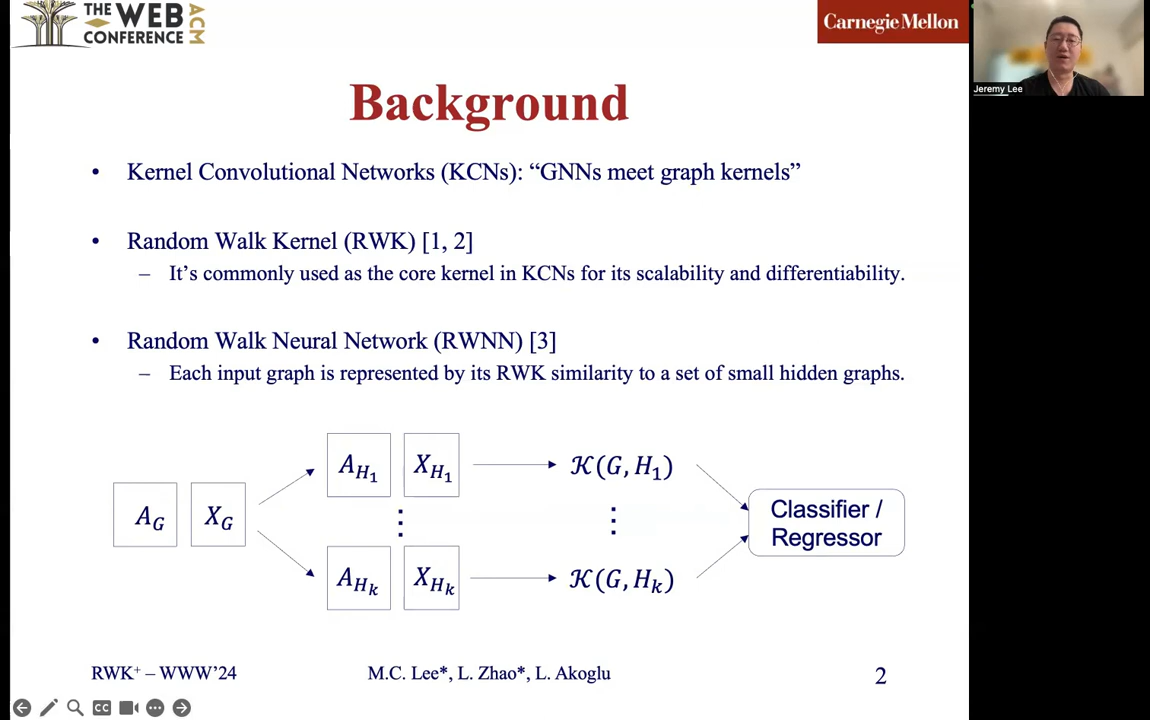 THE WEB
CONFERENCE
ACM
Carnegie Mellon
Jeremy Lee
Background
• Kernel Convolutional Networks (KCNs): “GNNs meet graph kernels”
• Random Walk Kernel (RWK) [1, 2]
– It’s commonly used as the core kernel in KCNs for its scalability and differentiability.
• Random Walk Neural Network (RWNN) [3]
– Each input graph is represented by its RWK similarity to a set of small hidden graphs.
A_{H_1} X_{H_1} 𝒦(G, H_1)
A_G X_G ⋮ ⋮
Classifier /
Regressor
A_{H_k} X_{H_k} 𝒦(G, H_k)
RWK⁺ – WWW’24 M.C. Lee*, L. Zhao*, L. Akoglu 2
CC